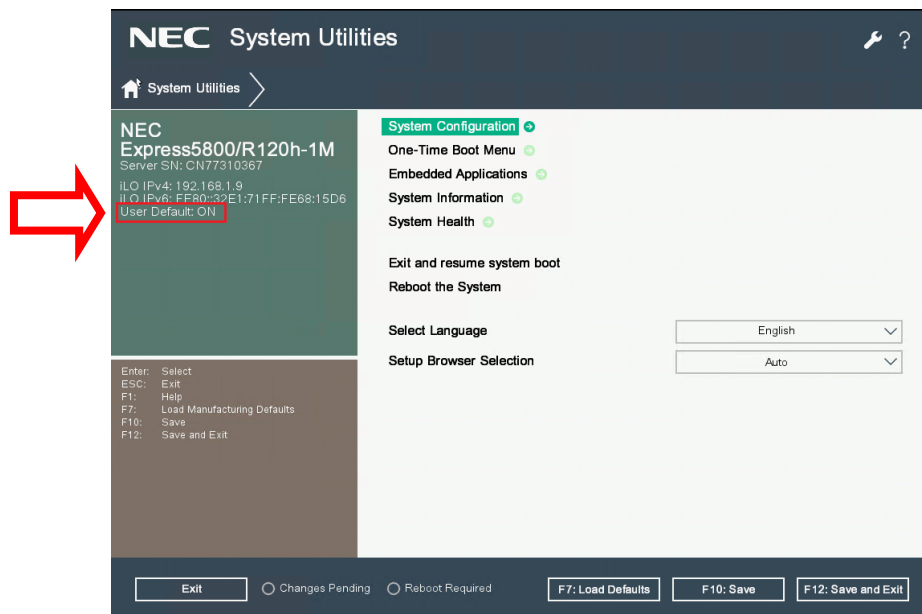 NEC System Utilities
?
System Utilities
NEC
Express5800/R120h-1M
Server SN: CN77310367
iLO IPv4: 192.168.1.9
iLO IPv6: FE80::32E1:71FF:FE68:15D6
User Default: ON
Enter: Select
ESC: Exit
F1: Help
F7: Load Manufacturing Defaults
F10: Save
F12: Save and Exit
System Configuration
One-Time Boot Menu
Embedded Applications
System Information
System Health
Exit and resume system boot
Reboot the System
Select Language English
Setup Browser Selection Auto
Exit Changes Pending Reboot Required F7: Load Defaults F10: Save F12: Save and Exit